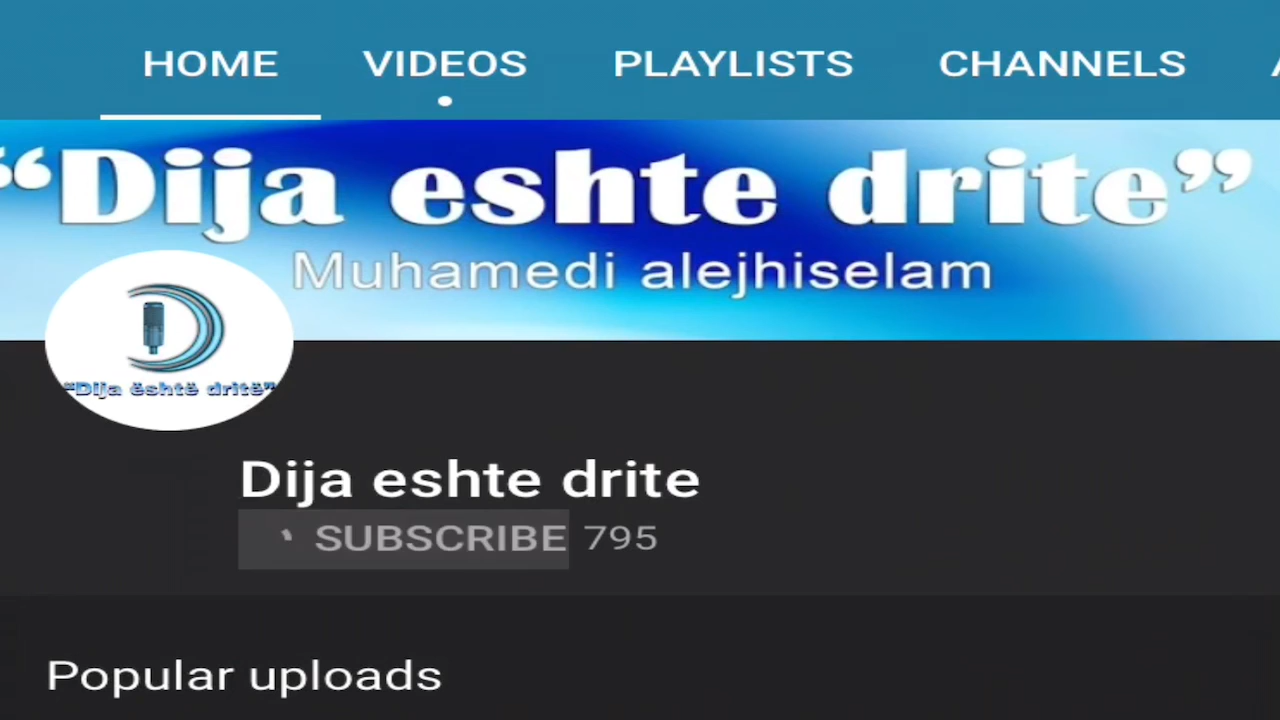 HOME VIDEOS PLAYLISTS CHANNELS
“Dija eshte drite”
Muhamedi alejhiselam
“Dija është dritë”
Dija eshte drite
SUBSCRIBE 795
Popular uploads